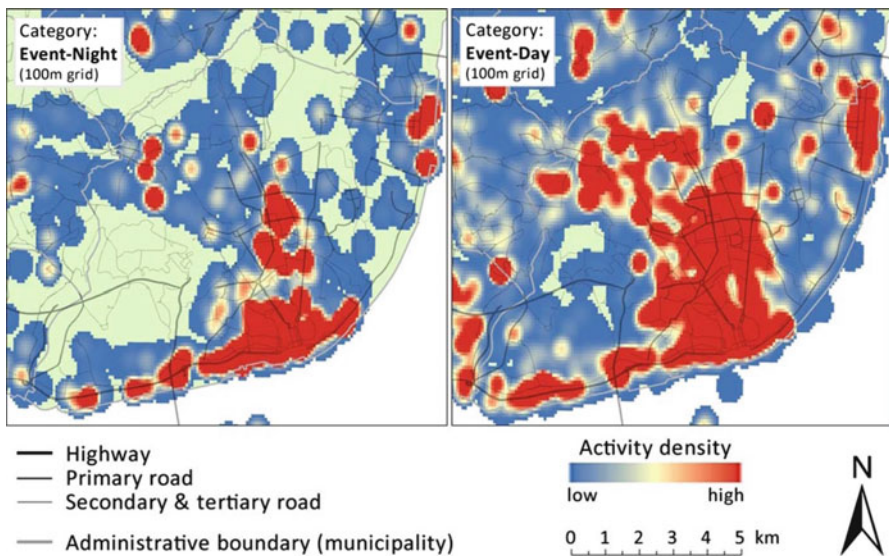 Category:
Event-Night
(100m grid)
Category:
Event-Day
(100m grid)
Highway
Primary road
Secondary & tertiary road
Administrative boundary (municipality)
Activity density
low high
N
0 1 2 3 4 5 km